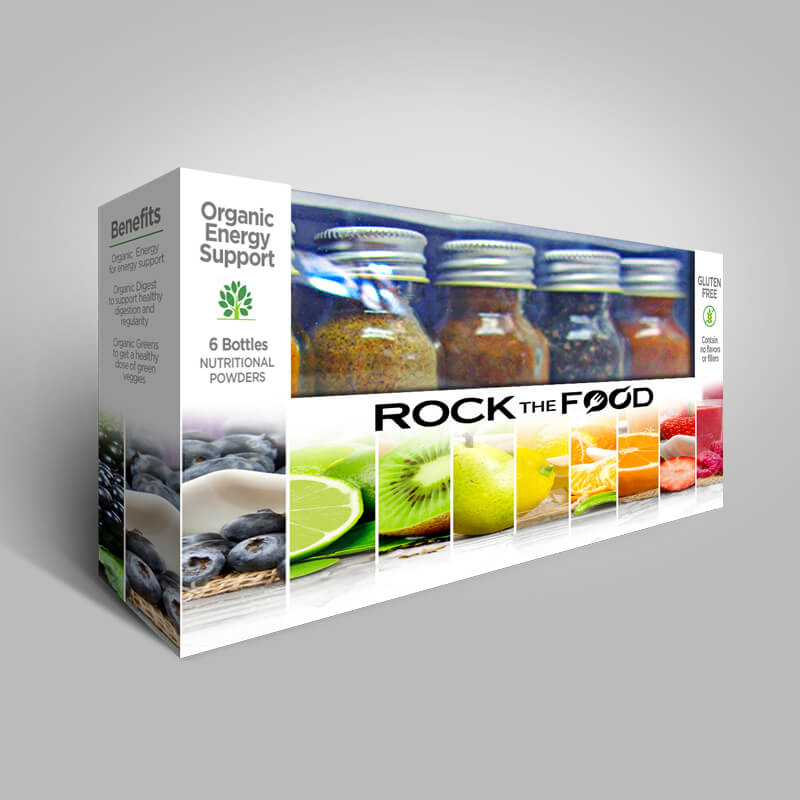 Benefits
Organic Energy
for energy support
Organic Digest
to support healthy
digestion and
regularity
Organic Greens
to get a healthy
dose of green
veggies
Organic
Energy
Support
6 Bottles
NUTRITIONAL
POWDERS
ROCK THE FOOD
GLUTEN
FREE
Contain
no flavors
or fillers